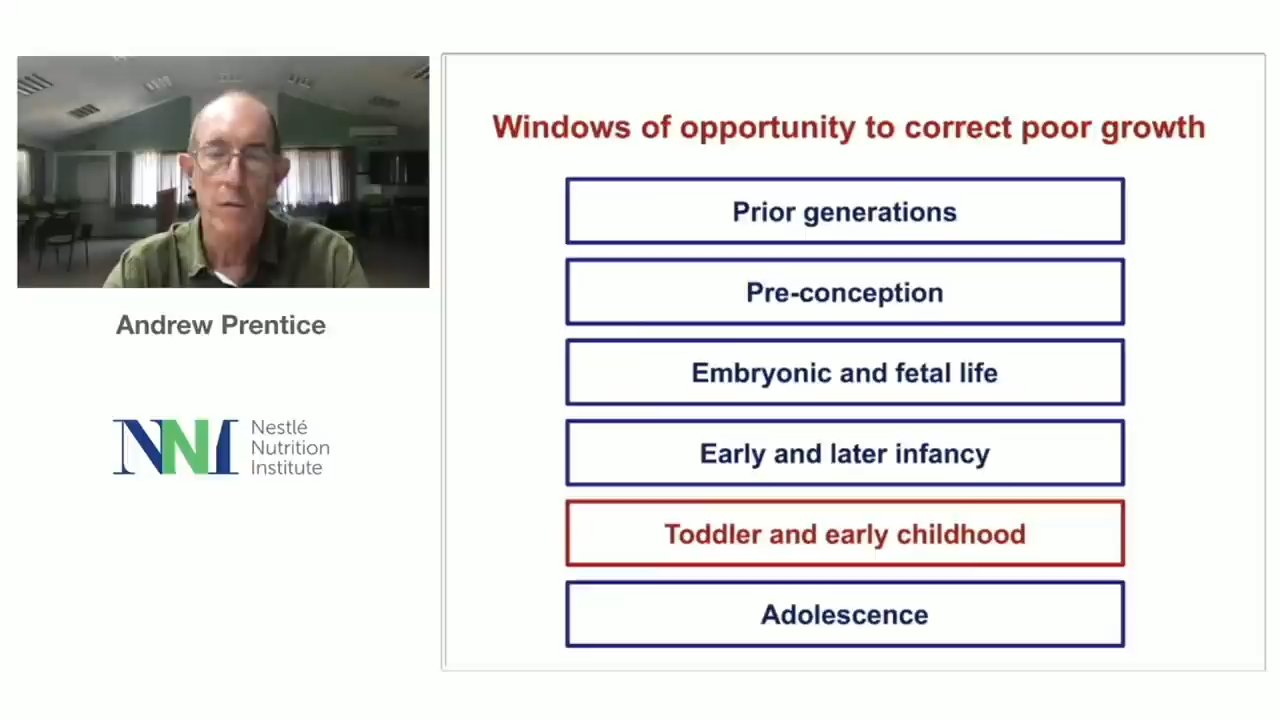 Windows of opportunity to correct poor growth
Prior generations
Pre-conception
Embryonic and fetal life
Early and later infancy
Toddler and early childhood
Adolescence
Andrew Prentice
NNI
Nestlé
Nutrition
Institute